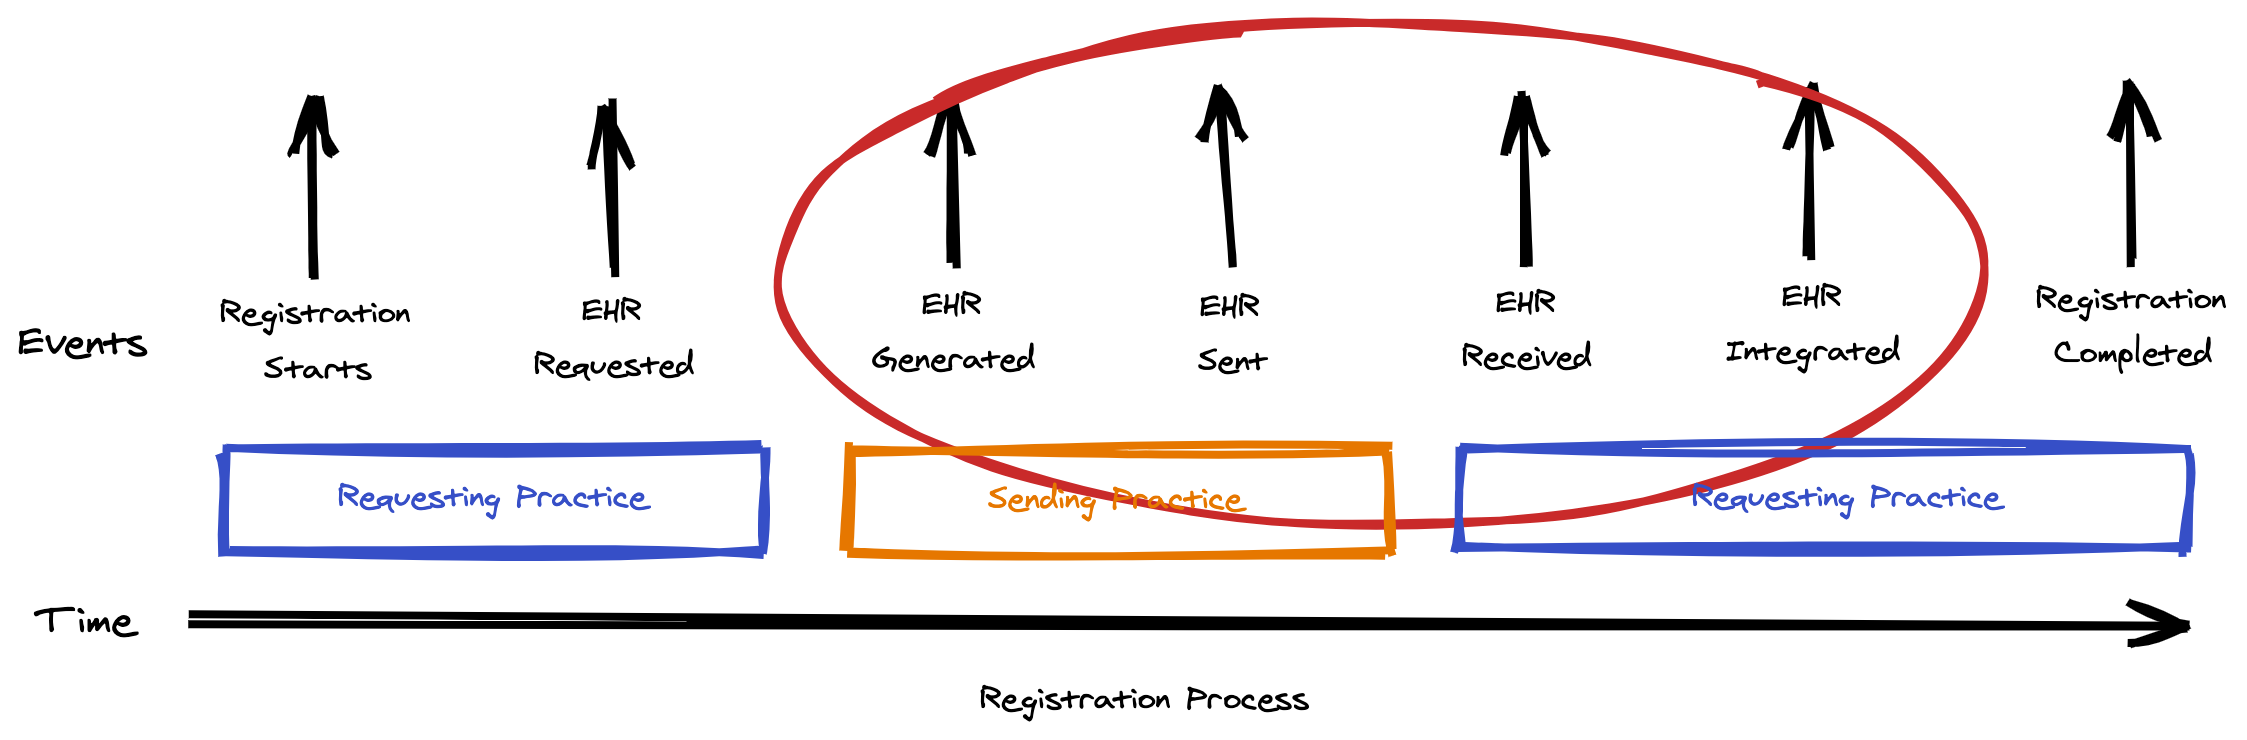 Registration
Starts
EHR
Requested
EHR
Generated
EHR
Sent
EHR
Received
EHR
Integrated
Registration
Completed
Events
Requesting Practice
Sending Practice
Requesting Practice
Time
Registration Process